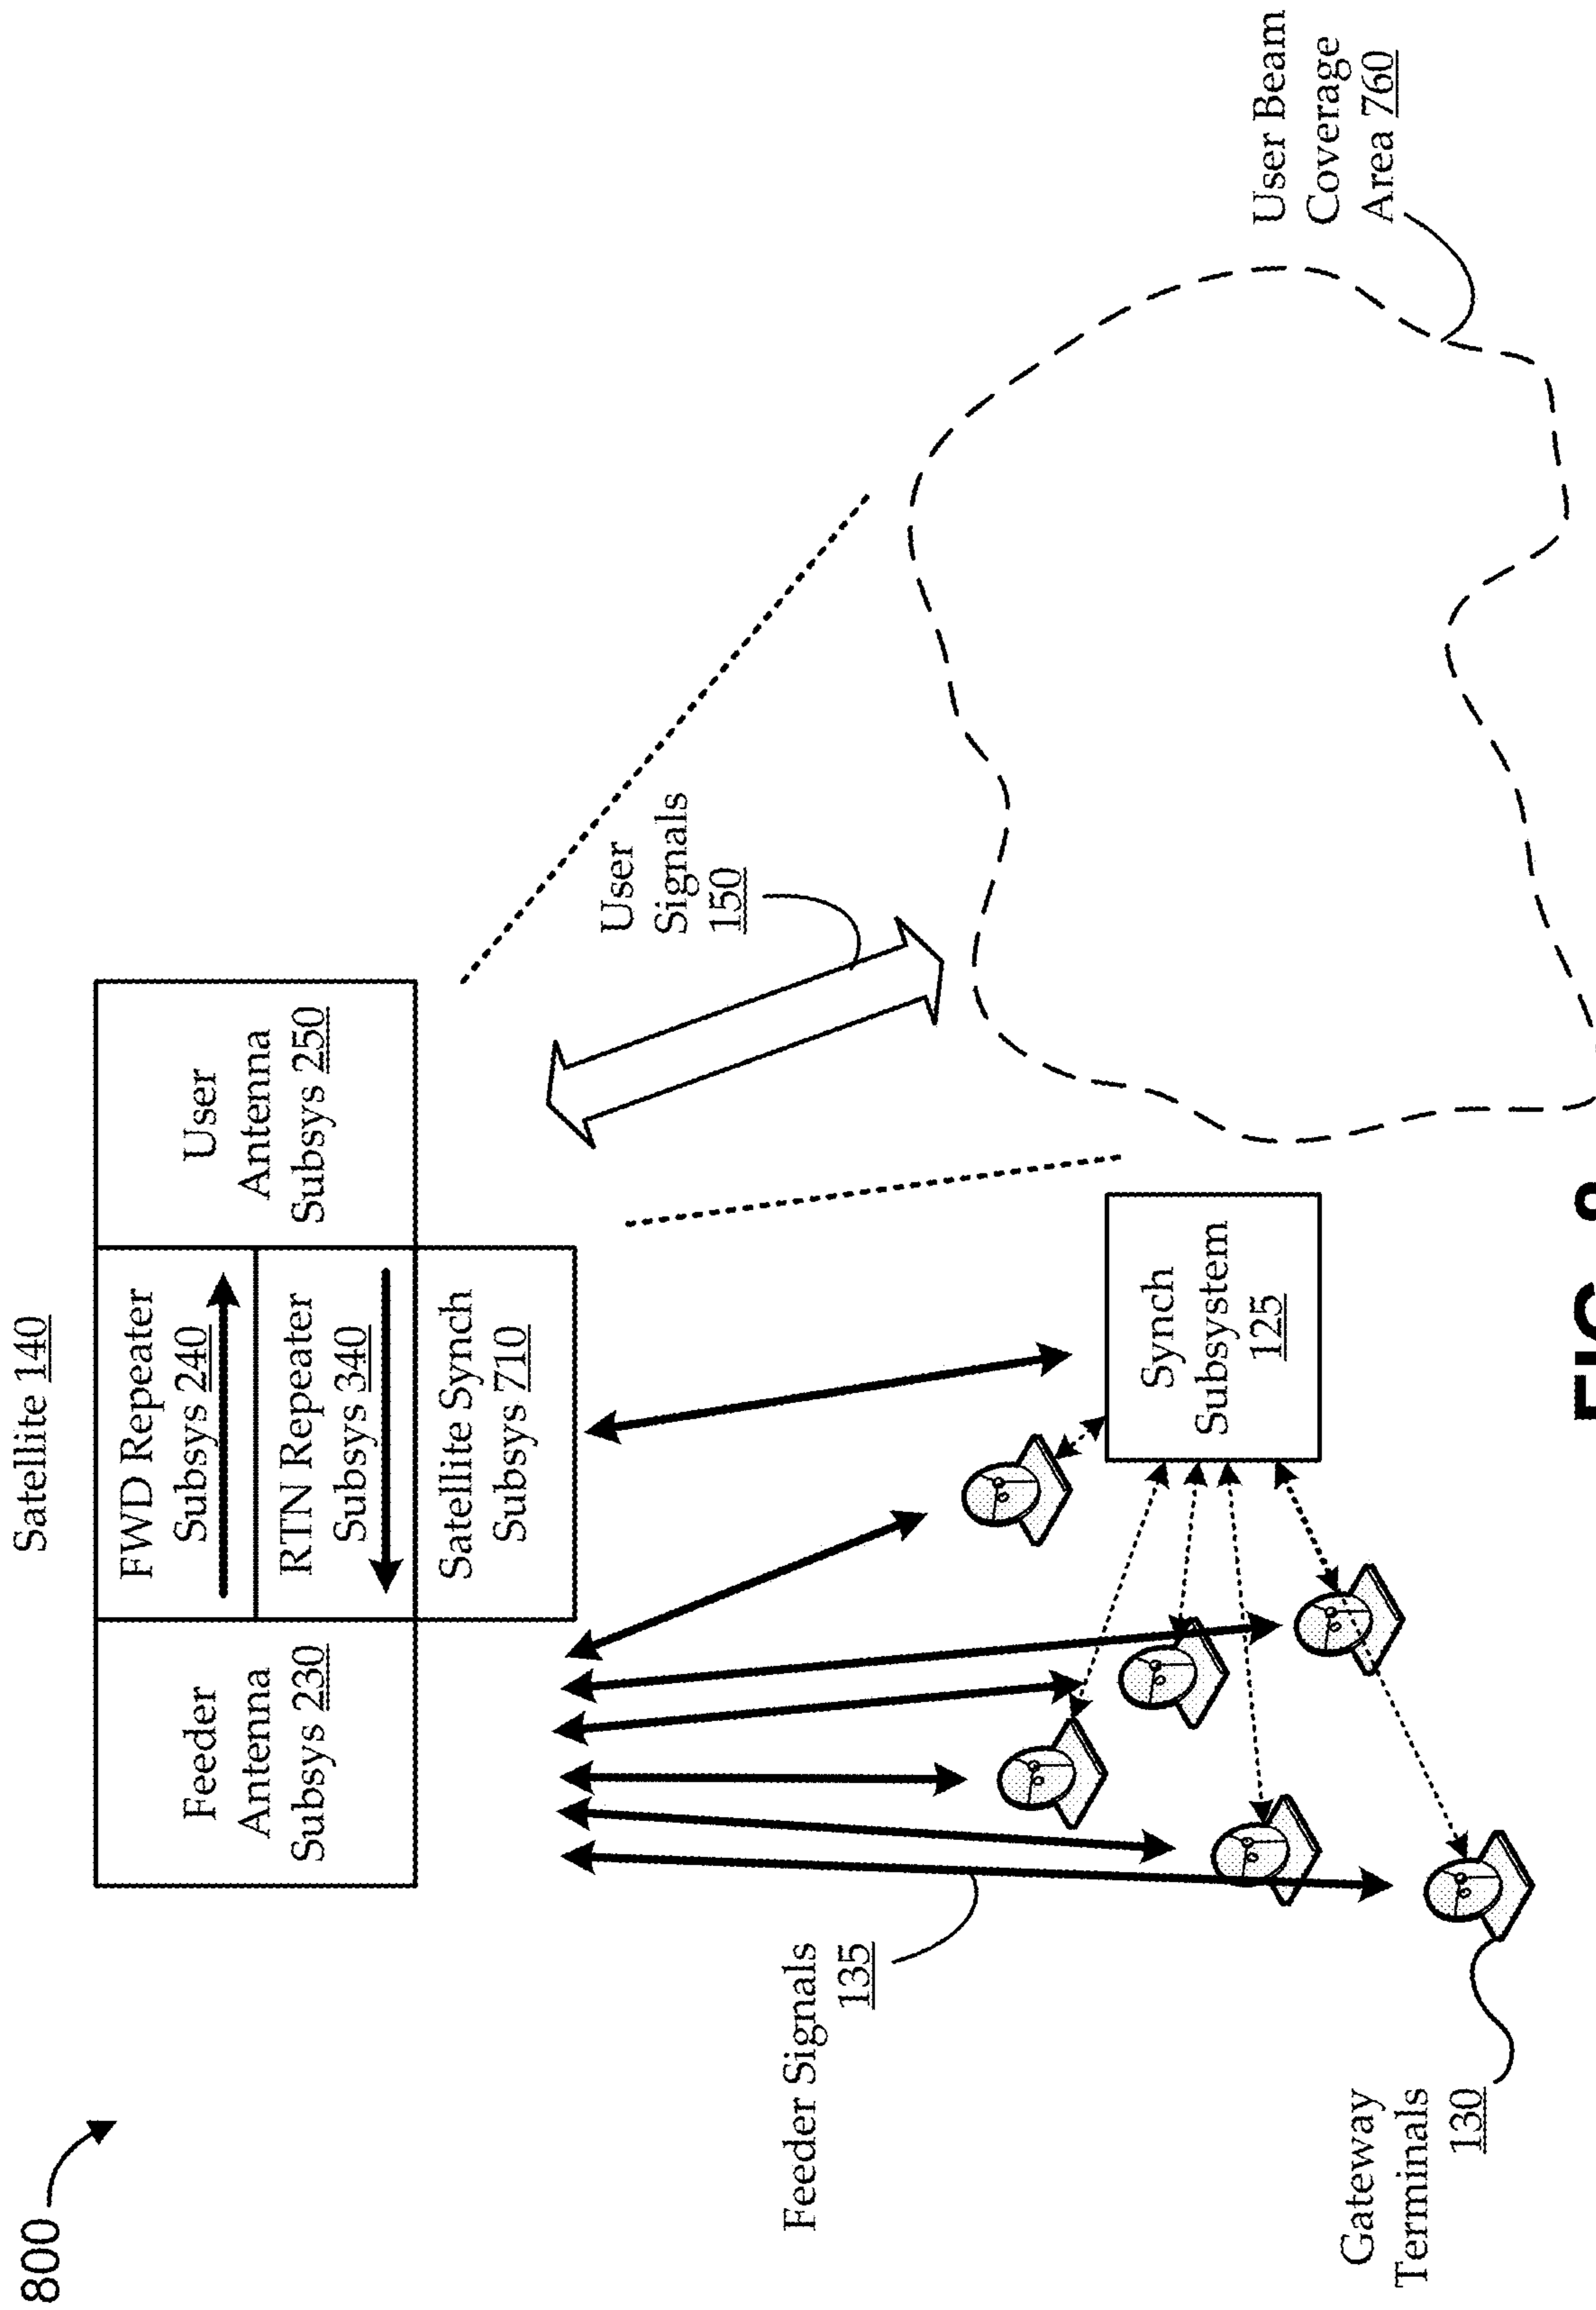 800
Satellite 140
Feeder
Antenna
Subsys 230
FWD Repeater
Subsys 240
RTN Repeater
Subsys 340
Satellite Synch
Subsys 710
User
Antenna
Subsys 250
Feeder Signals
135
User
Signals
150
Gateway
Terminals
130
Synch
Subsystem
125
User Beam
Coverage
Area 760
FIG. 8